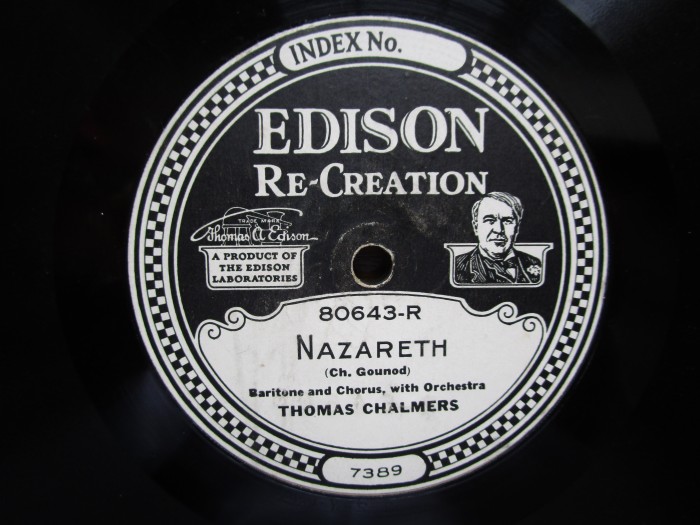 INDEX No.
EDISON
RE-CREATION
TRADE MARK
Thomas A Edison
A PRODUCT OF
THE EDISON
LABORATORIES
80643-R
NAZARETH
(Ch. Gounod)
Baritone and Chorus, with Orchestra
THOMAS CHALMERS
7389